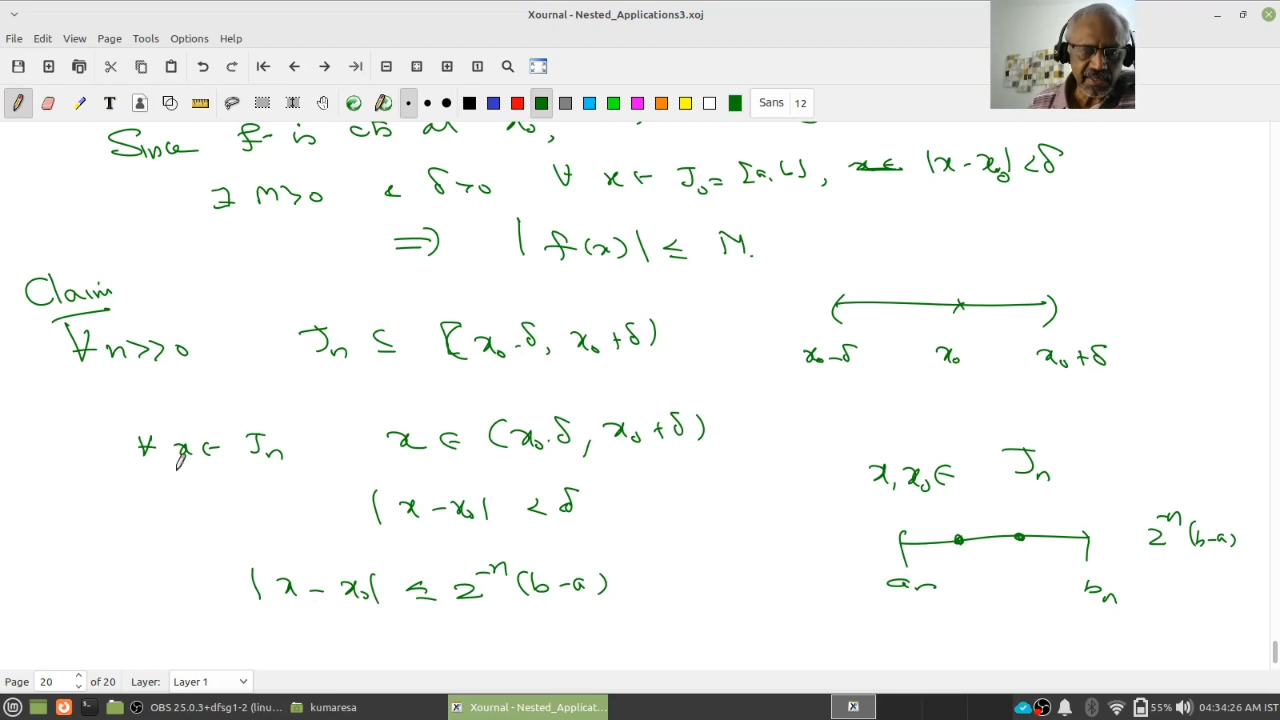 Xournal - Nested_Applications3.xoj
File Edit View Page Tools Options Help
Sans 12
Since f is cts at x₀,
∃ M>0 & δ>0 ∀ x ∈ J₀ = [a, b], |x - x₀| < δ
⟹ |f(x)| ≤ M.
Claim
∀ n >> 0 Jₙ ⊆ (x₀ - δ, x₀ + δ)
x₀ - δ x₀ x₀ + δ
∀ x ∈ Jₙ x ∈ (x₀ - δ, x₀ + δ)
x, x₀ ∈ Jₙ
|x - x₀| < δ
2⁻ⁿ (b-a)
aₙ bₙ
|x - x₀| ≤ 2⁻ⁿ (b - a)
Page 20 of 20 Layer: Layer 1
OBS 25.0.3+dfsg1-2 (linu... kumaresa Xournal - Nested_Applicat... 55% 04:34:26 AM IST